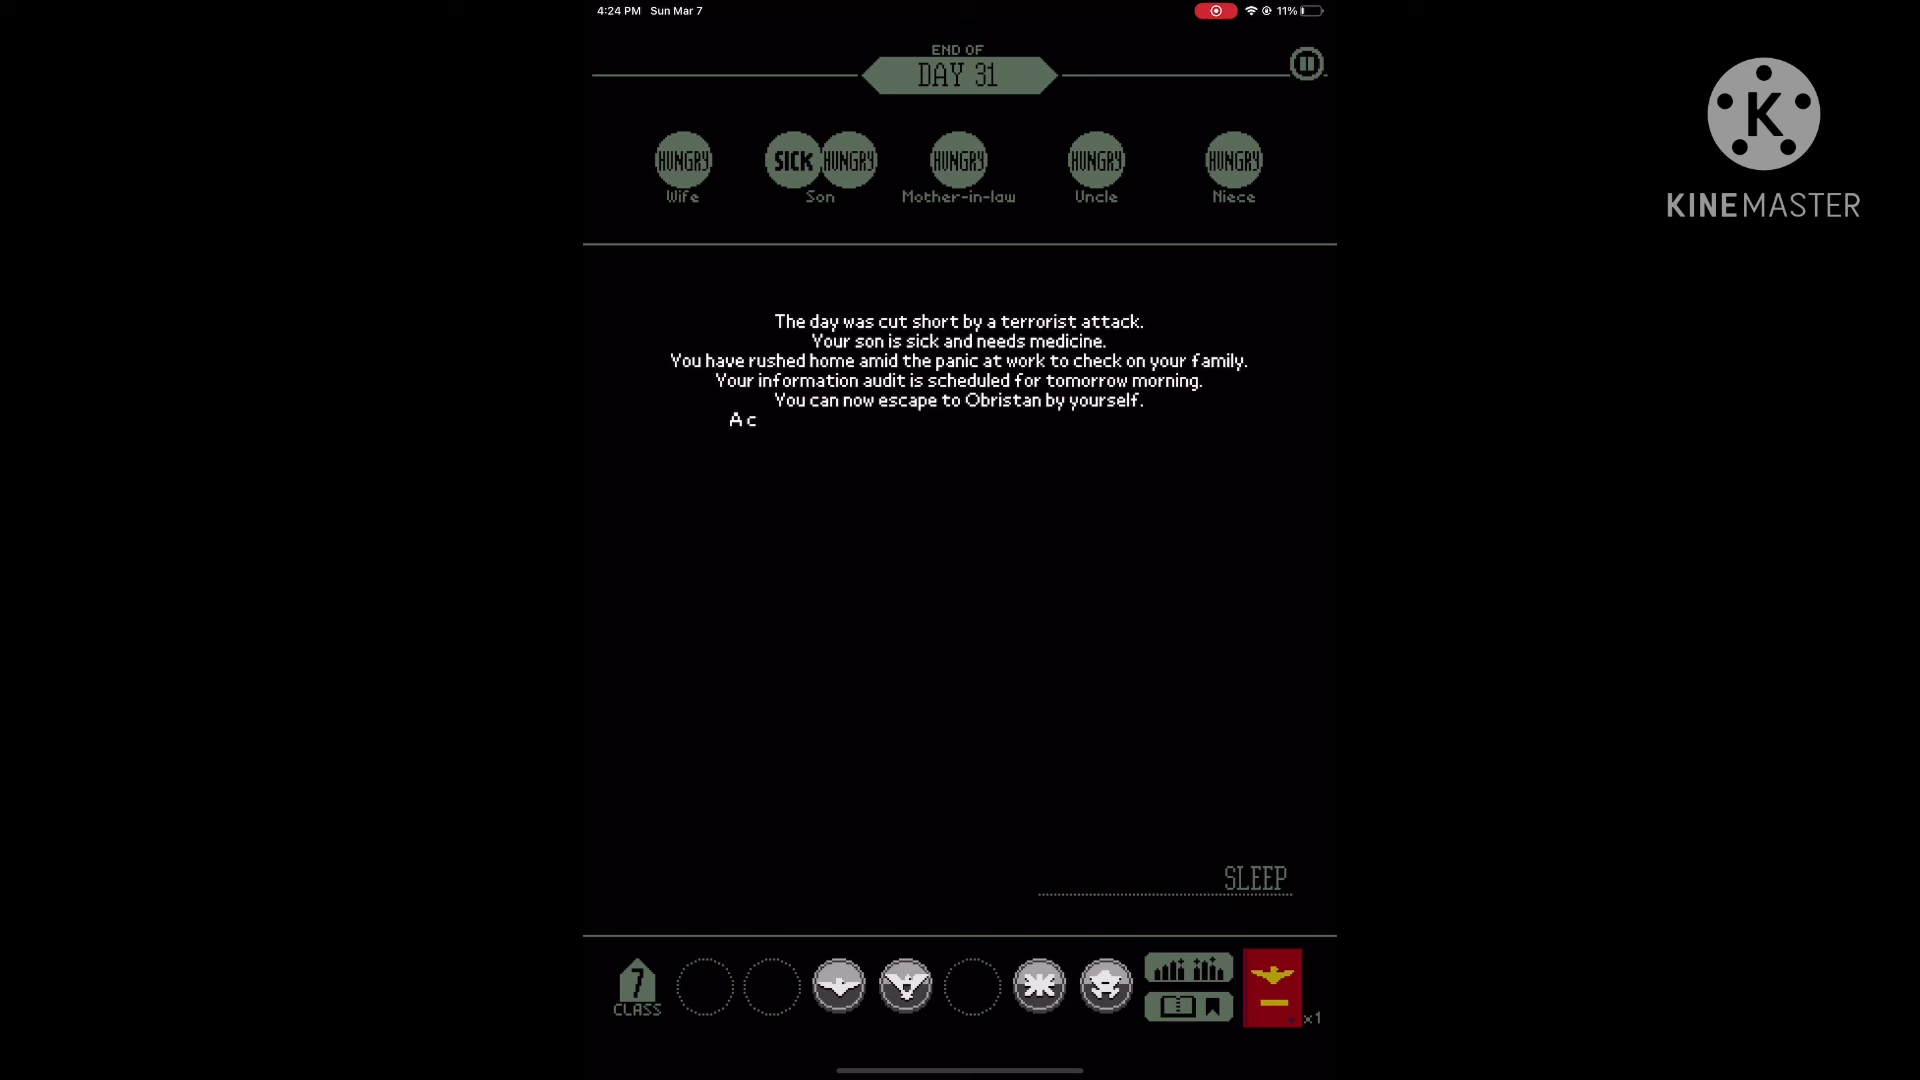 4:24 PM Sun Mar 7
11%
END OF
DAY 31
K
KINEMASTER
HUNGRY
SICK HUNGRY
HUNGRY
HUNGRY
HUNGRY
Wife
Son
Mother-in-law
Uncle
Niece
The day was cut short by a terrorist attack.
Your son is sick and needs medicine.
You have rushed home amid the panic at work to check on your family.
Your information audit is scheduled for tomorrow morning.
You can now escape to Obristan by yourself.
A c
SLEEP
7
CLASS
x1